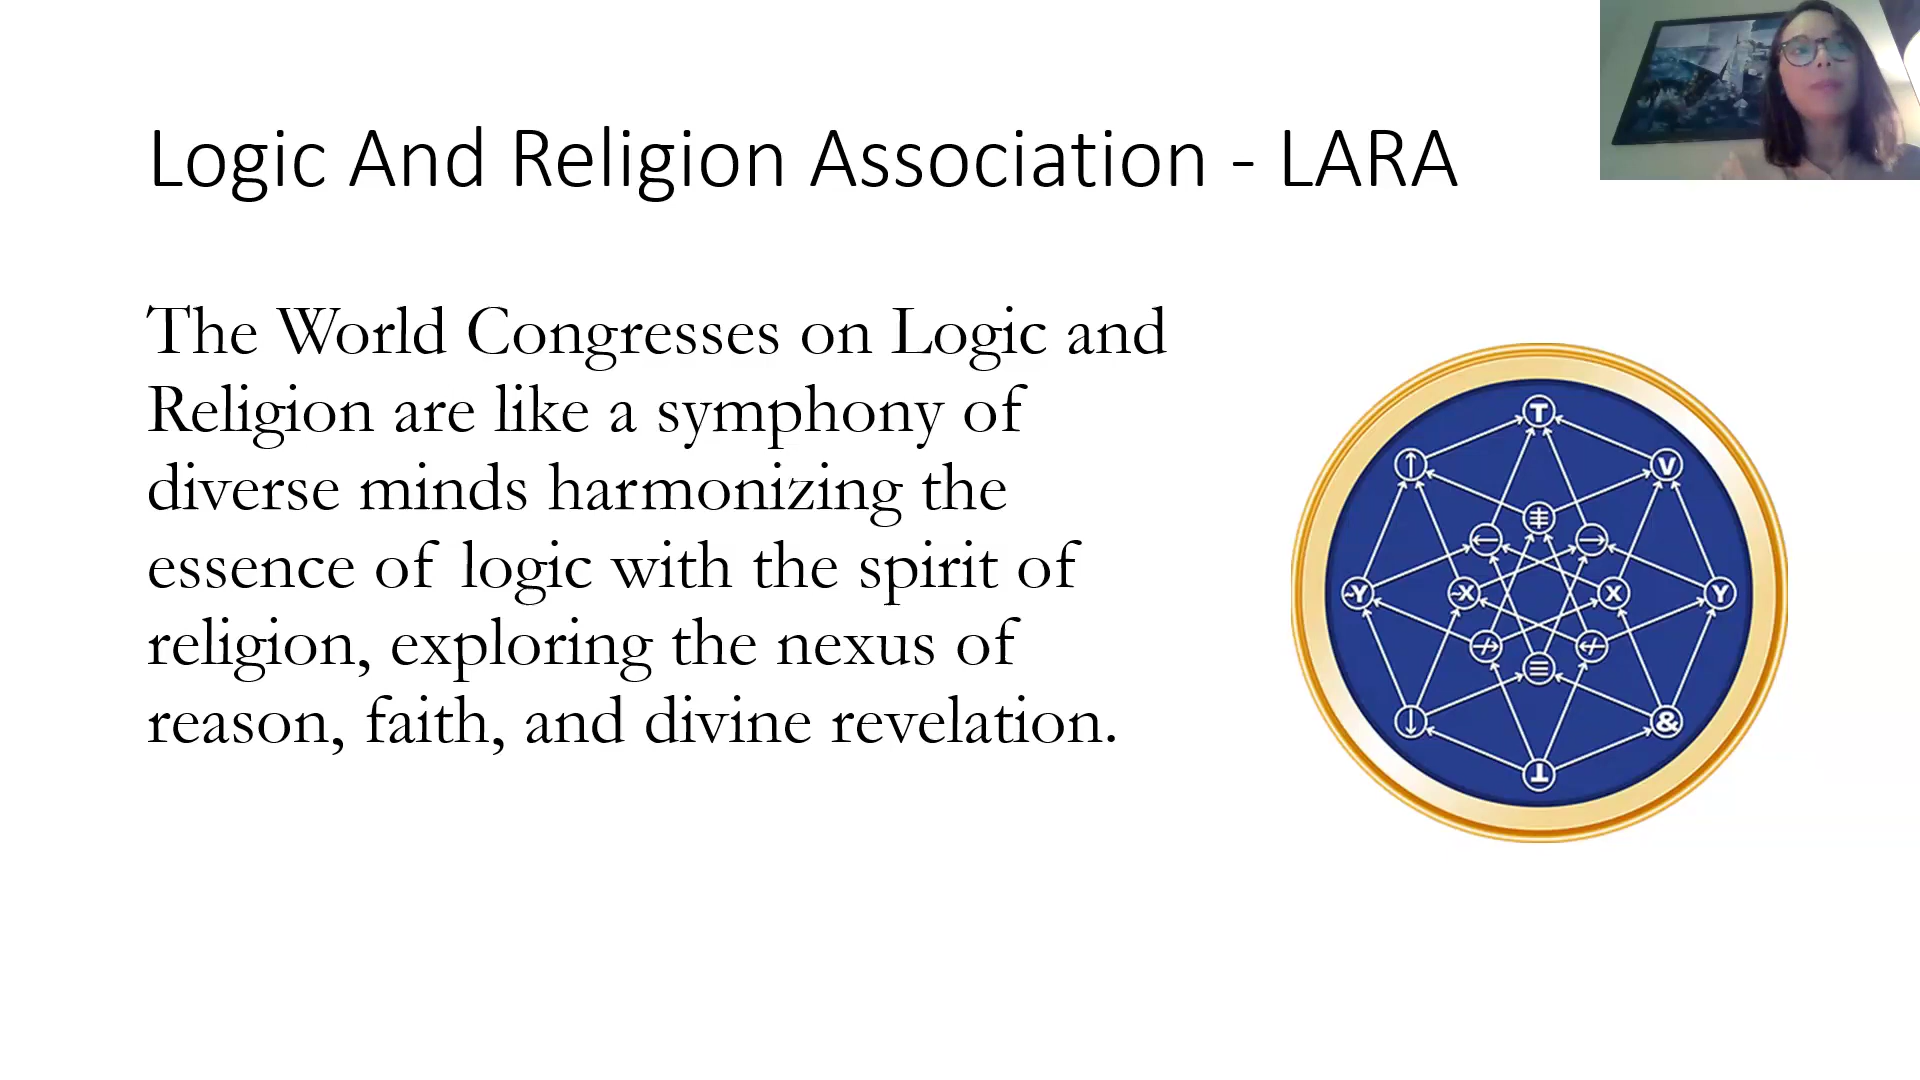 Logic And Religion Association - LARA
The World Congresses on Logic and
Religion are like a symphony of
diverse minds harmonizing the
essence of logic with the spirit of
religion, exploring the nexus of
reason, faith, and divine revelation.
T
↑ V
≢
← →
~Y ~X X Y
↛ ↚
≡
↓ &
⊥